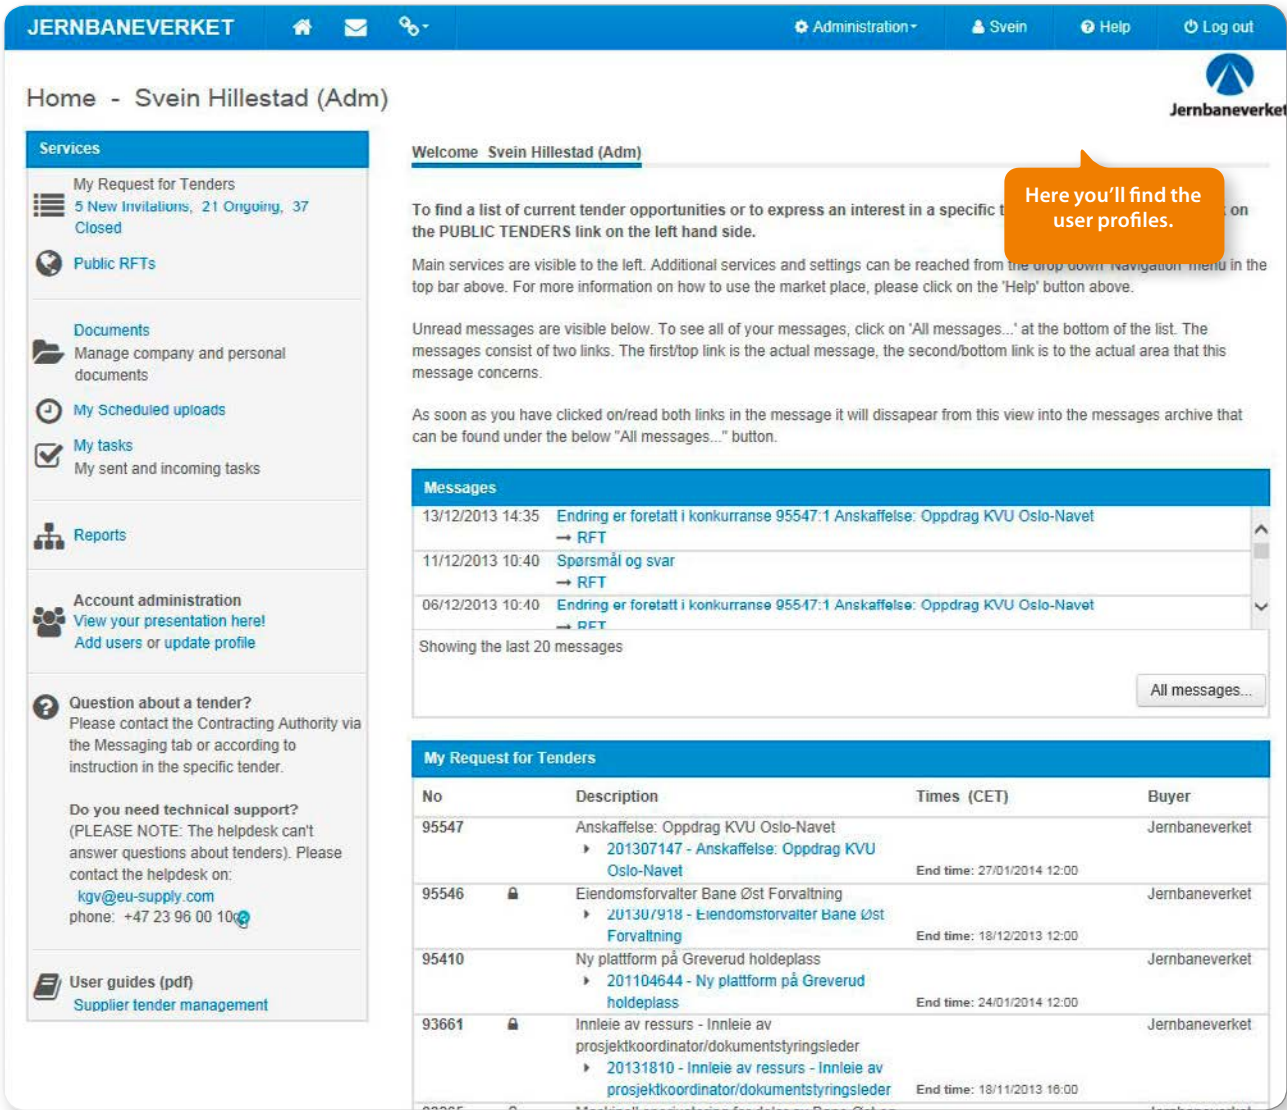 JERNBANEVERKET
Administration
Svein
Help
Log out
Jernbaneverket
Home - Svein Hillestad (Adm)
Services
My Request for Tenders
5 New Invitations, 21 Ongoing, 37
Closed
Public RFTs
Documents
Manage company and personal
documents
My Scheduled uploads
My tasks
My sent and incoming tasks
Reports
Account administration
View your presentation here!
Add users or update profile
Question about a tender?
Please contact the Contracting Authority via
the Messaging tab or according to
instruction in the specific tender.
Do you need technical support?
(PLEASE NOTE: The helpdesk can't
answer questions about tenders). Please
contact the helpdesk on:
kgv@eu-supply.com
phone: +47 23 96 00 10
User guides (pdf)
Supplier tender management
Welcome Svein Hillestad (Adm)
Here you'll find the
user profiles.
To find a list of current tender opportunities or to express an interest in a specific t on
the PUBLIC TENDERS link on the left hand side.
Main services are visible to the left. Additional services and settings can be reached from the drop down 'Navigation' menu in the
top bar above. For more information on how to use the market place, please click on the 'Help' button above.
Unread messages are visible below. To see all of your messages, click on 'All messages...' at the bottom of the list. The
messages consist of two links. The first/top link is the actual message, the second/bottom link is to the actual area that this
message concerns.
As soon as you have clicked on/read both links in the message it will dissapear from this view into the messages archive that
can be found under the below "All messages..." button.
Messages
13/12/2013 14:35 Endring er foretatt i konkurranse 95547:1 Anskaffelse: Oppdrag KVU Oslo-Navet
→ RFT
11/12/2013 10:40 Spørsmål og svar
→ RFT
06/12/2013 10:40 Endring er foretatt i konkurranse 95547:1 Anskaffelse: Oppdrag KVU Oslo-Navet
→ RFT
Showing the last 20 messages
All messages...
My Request for Tenders
No Description Times (CET) Buyer
95547 Anskaffelse: Oppdrag KVU Oslo-Navet Jernbaneverket
201307147 - Anskaffelse: Oppdrag KVU
Oslo-Navet End time: 27/01/2014 12:00
95546 Eiendomsforvalter Bane Øst Forvaltning Jernbaneverket
201307918 - Eiendomsforvalter Bane Øst
Forvaltning End time: 18/12/2013 12:00
95410 Ny plattform på Greverud holdeplass Jernbaneverket
201104644 - Ny plattform på Greverud
holdeplass End time: 24/01/2014 12:00
93661 Innleie av ressurs - Innleie av Jernbaneverket
prosjektkoordinator/dokumentstyringsleder
20131810 - Innleie av ressurs - Innleie av
prosjektkoordinator/dokumentstyringsleder End time: 18/11/2013 16:00